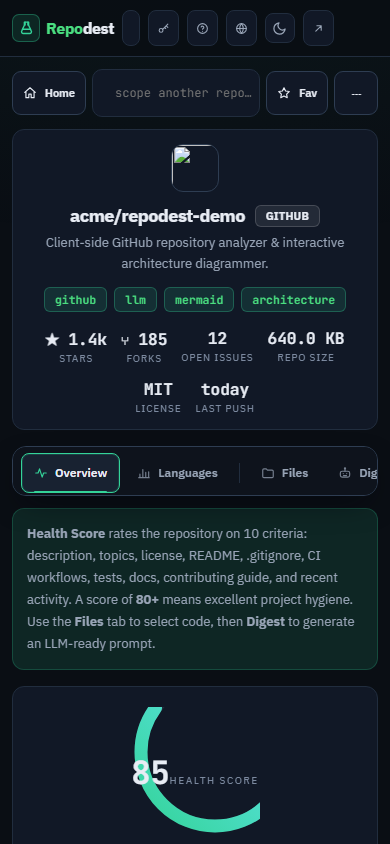 Repodest
Home
scope another repo…
Fav
—
acme/repodest-demo
GITHUB
Client-side GitHub repository analyzer & interactive
architecture diagrammer.
github
llm
mermaid
architecture
★ 1.4k
STARS
⑂ 185
FORKS
12
OPEN ISSUES
640.0 KB
REPO SIZE
MIT
LICENSE
today
LAST PUSH
Overview
Languages
Files
Dig
Health Score rates the repository on 10 criteria:
description, topics, license, README, .gitignore, CI
workflows, tests, docs, contributing guide, and recent
activity. A score of 80+ means excellent project hygiene.
Use the Files tab to select code, then Digest to generate
an LLM-ready prompt.
85
HEALTH SCORE